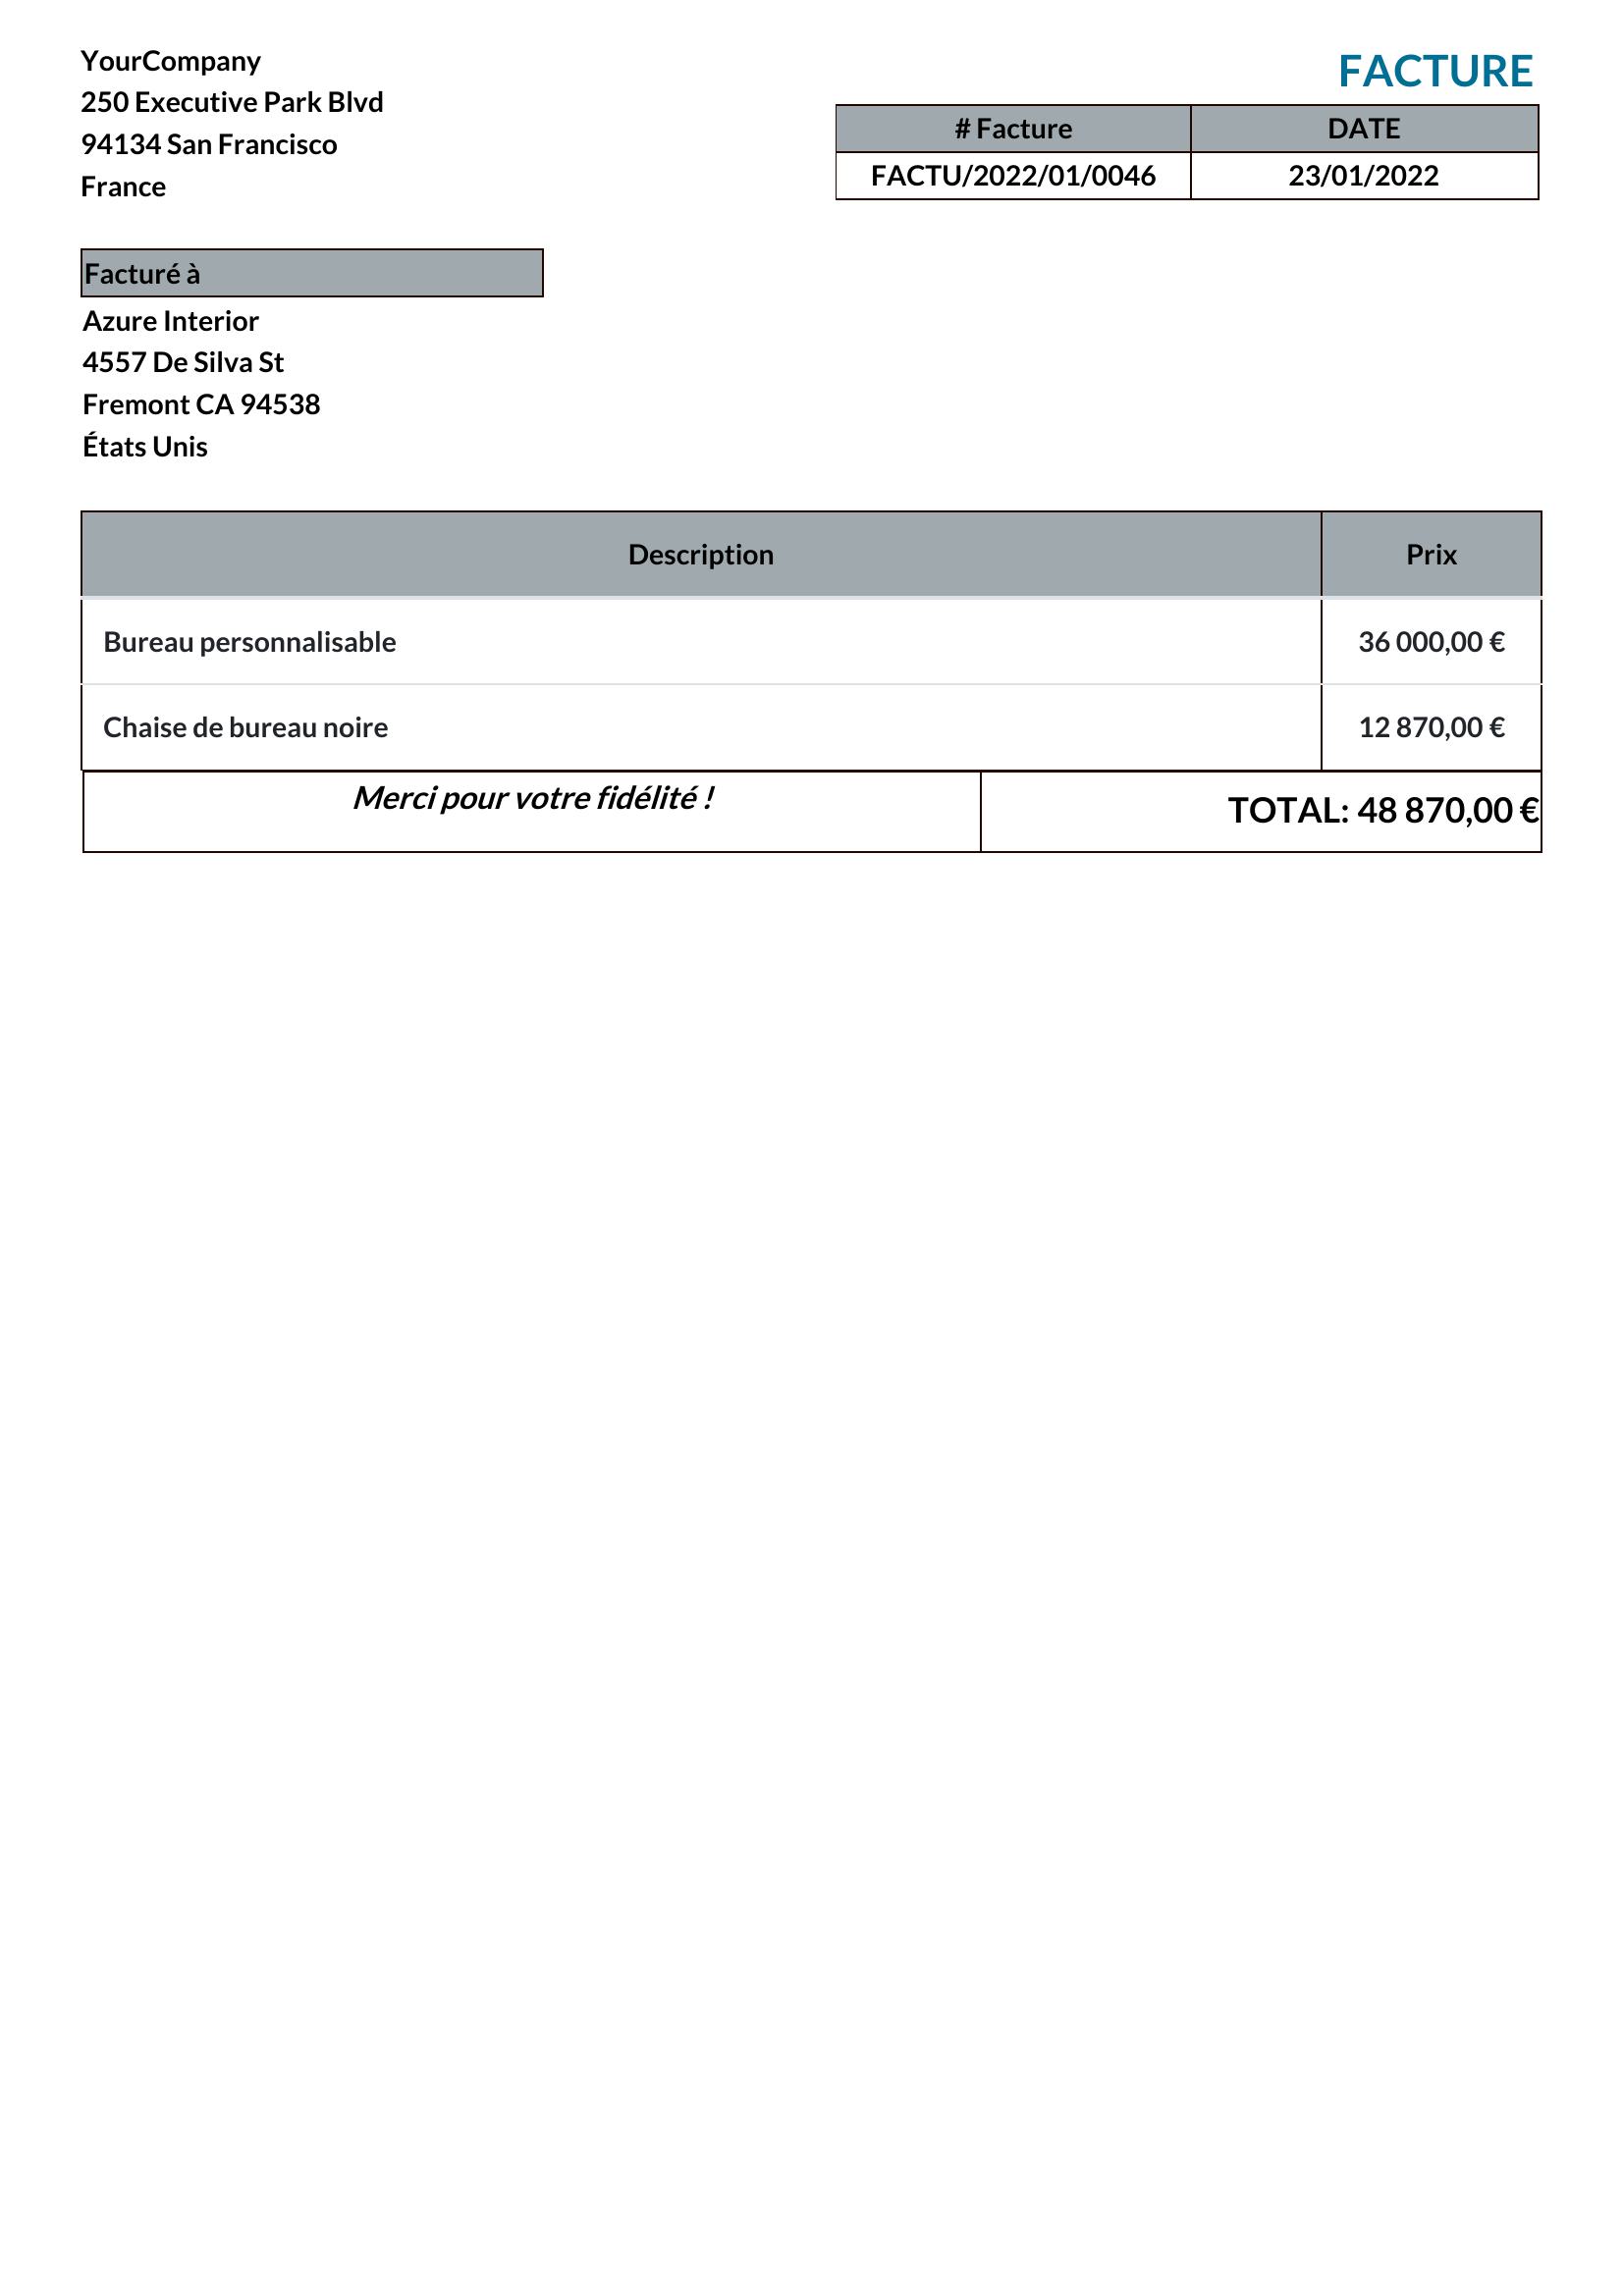 YourCompany
250 Executive Park Blvd
94134 San Francisco
France
FACTURE
# Facture DATE
FACTU/2022/01/0046 23/01/2022
Facturé à
Azure Interior
4557 De Silva St
Fremont CA 94538
États Unis
Description Prix
Bureau personnalisable 36 000,00 €
Chaise de bureau noire 12 870,00 €
Merci pour votre fidélité ! TOTAL: 48 870,00 €